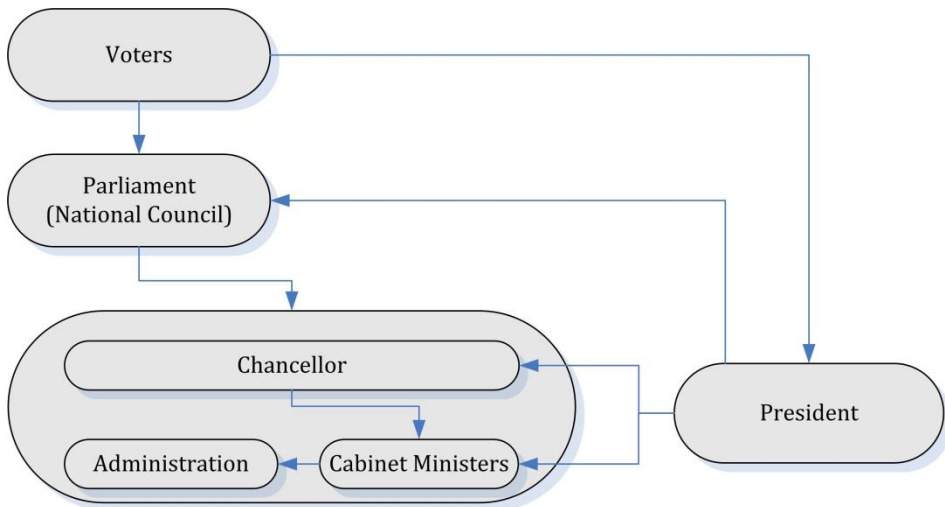 Voters
Parliament
(National Council)
Chancellor
President
Administration
Cabinet Ministers